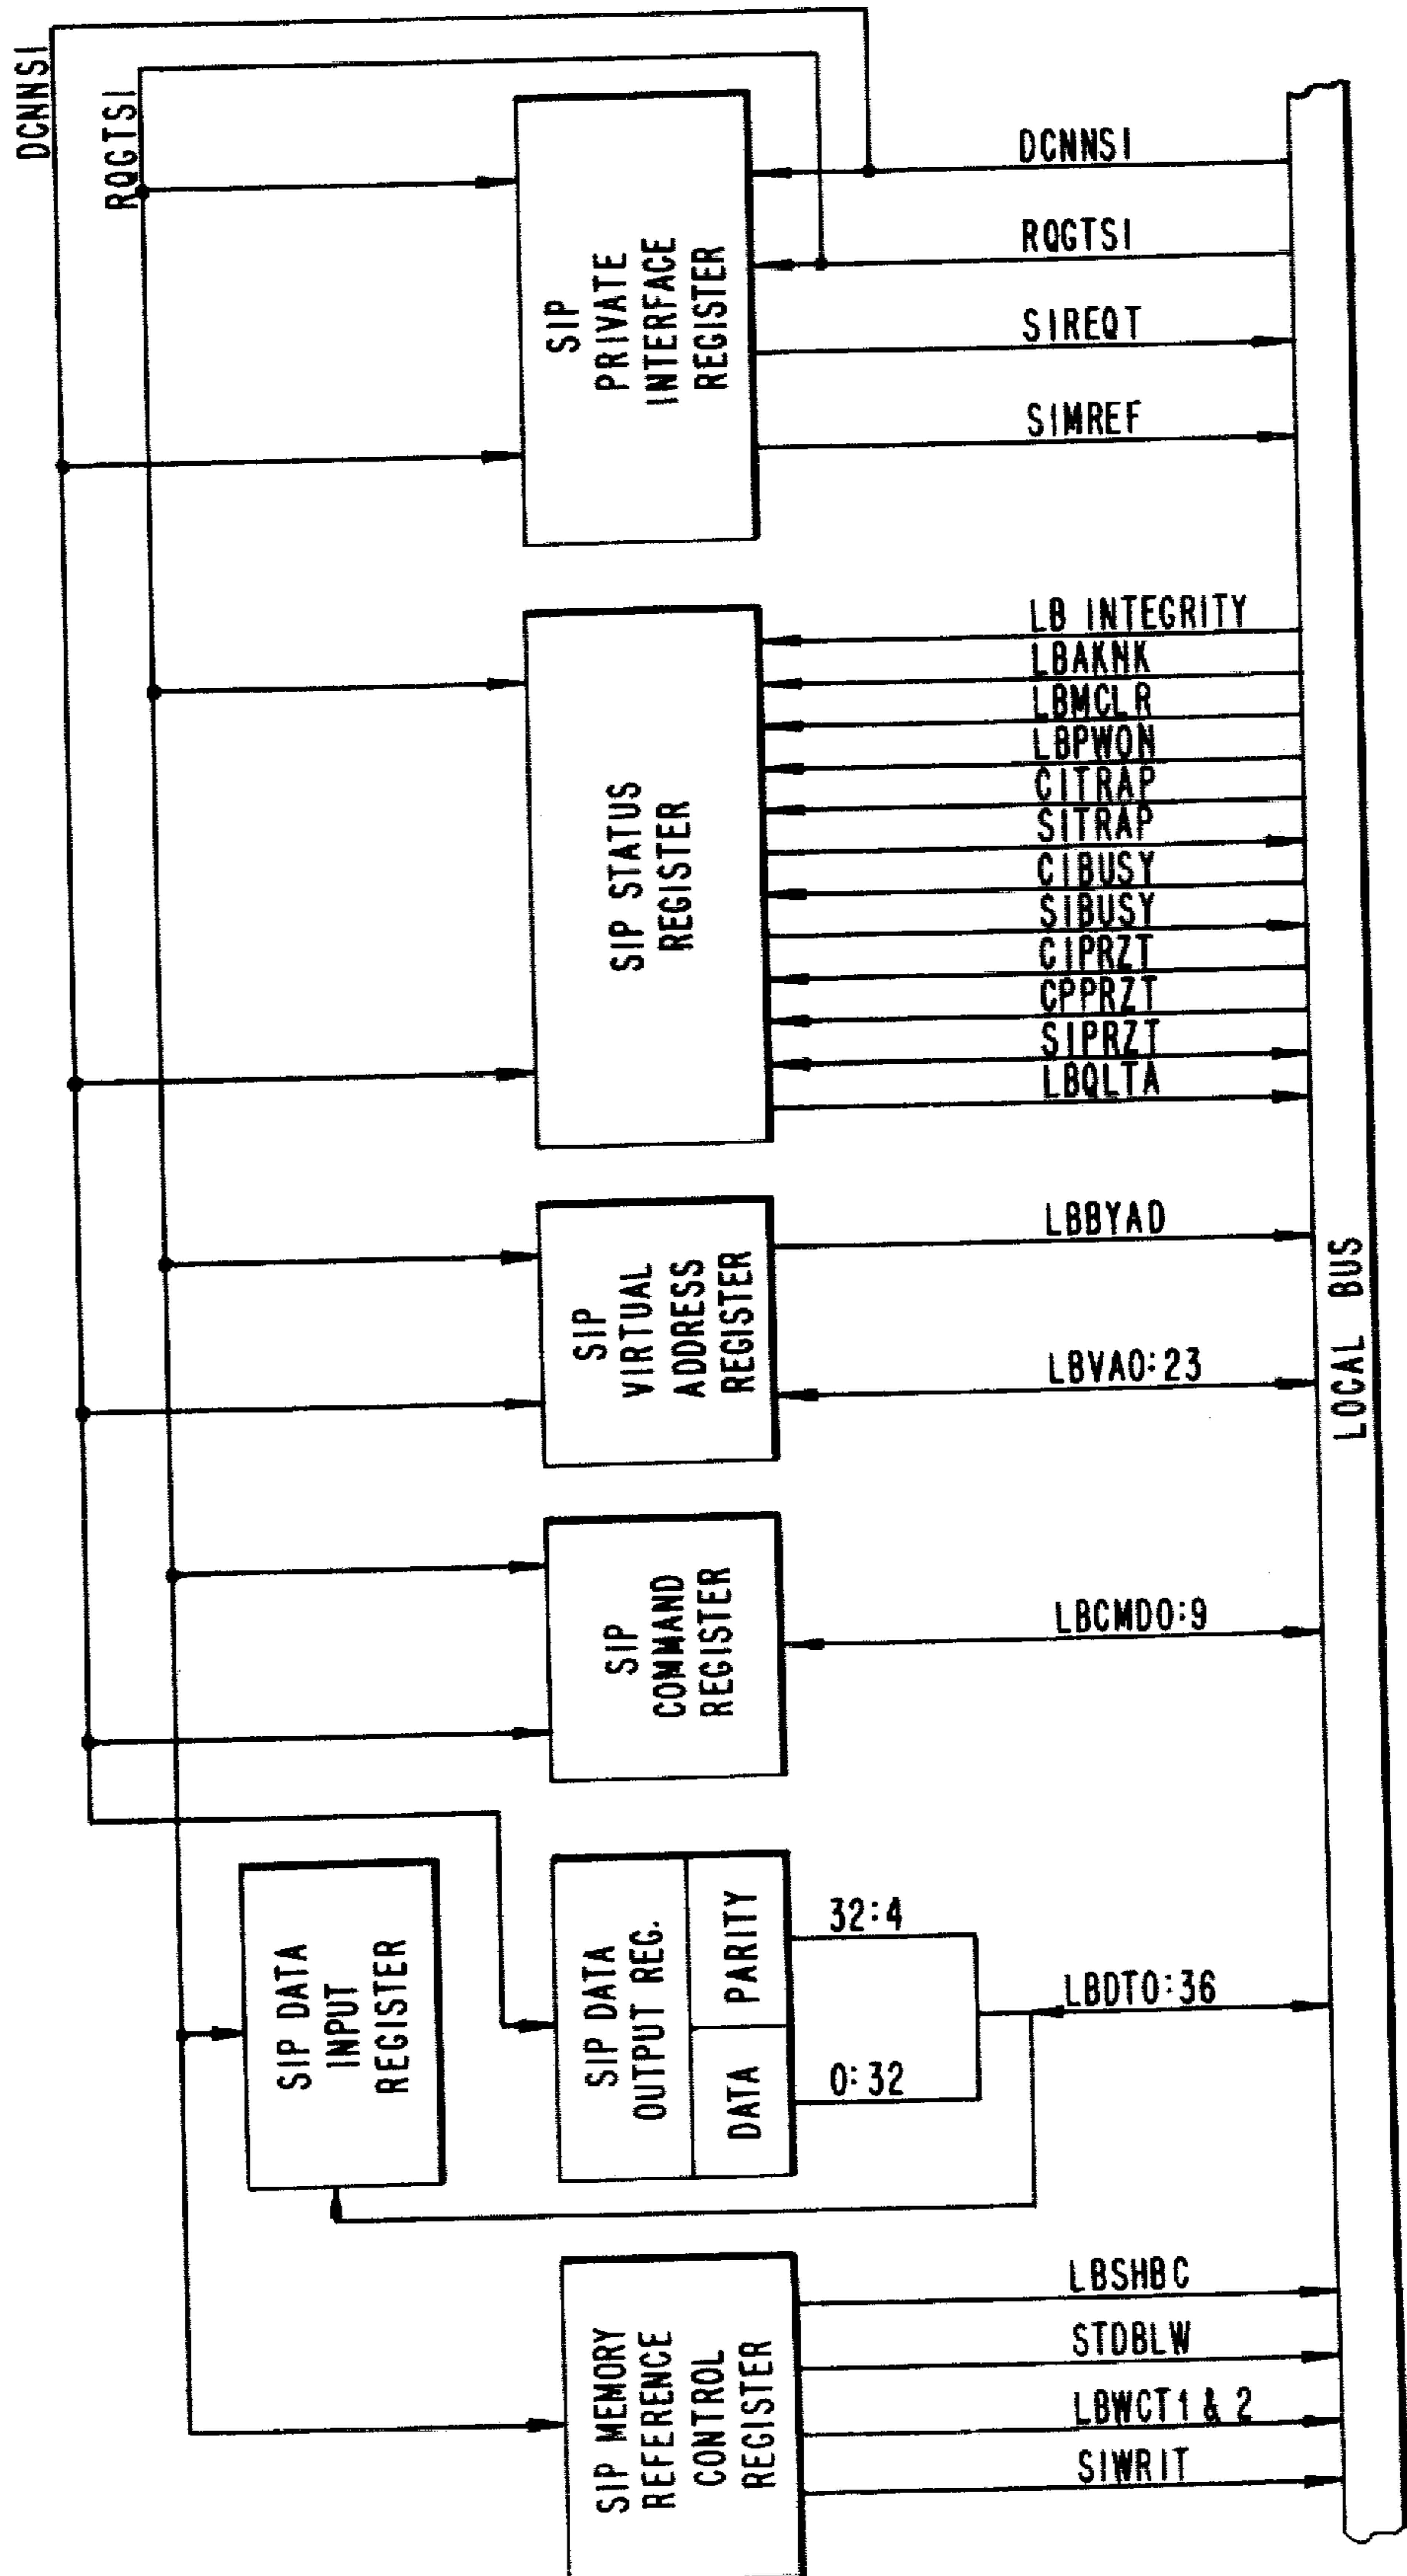 DCNNSI
RQGTSI
SIP
PRIVATE
INTERFACE
REGISTER
DCNNSI
RQGTSI
SIREQT
SIMREF
SIP STATUS
REGISTER
LB INTEGRITY
LBAKNK
LBMCLR
LBPWON
CITRAP
SITRAP
CIBUSY
SIBUSY
CIPRZT
CPPRZT
SIPRZT
LBQLTA
SIP
VIRTUAL
ADDRESS
REGISTER
LBBYAD
LBVA0:23
LOCAL BUS
SIP
COMMAND
REGISTER
LBCMD0:9
SIP DATA
INPUT
REGISTER
SIP DATA
OUTPUT REG.
PARITY
DATA
32:4
0:32
LBDT0:36
SIP MEMORY
REFERENCE
CONTROL
REGISTER
LBSHBC
STDBLW
LBWCT1 & 2
SIWRIT